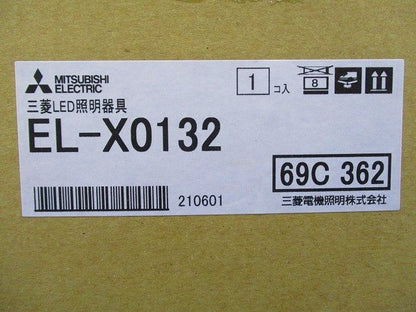 MITSUBISHI
ELECTRIC
三菱LED照明器具
EL-X0132
1 コ入
8
69C 362
210601
三菱電機照明株式会社